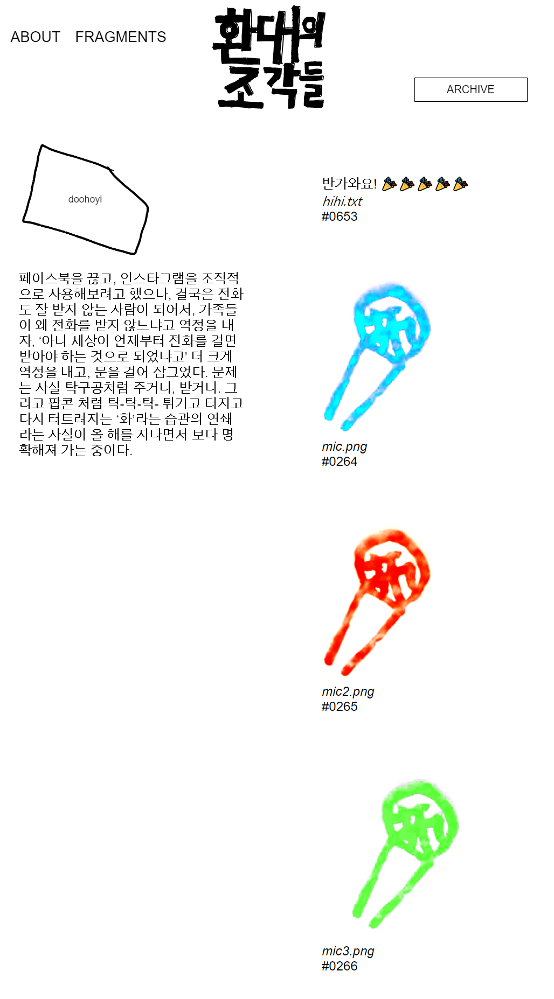 ABOUT FRAGMENTS
환대의
조각들
ARCHIVE
doohoyi
페이스북을 끊고, 인스타그램을 조직적
으로 사용해보려고 했으나, 결국은 전화
도 잘 받지 않는 사람이 되어서, 가족들
이 왜 전화를 받지 않느냐고 역정을 내
자, ‘아니 세상이 언제부터 전화를 걸면
받아야 하는 것으로 되었냐고’ 더 크게
역정을 내고, 문을 걸어 잠그었다. 문제
는 사실 탁구공처럼 주거니, 받거니. 그
리고 팝콘 처럼 탁-탁-탁- 튀기고 터지고
다시 터트려지는 ‘화’라는 습관의 연쇄
라는 사실이 올 해를 지나면서 보다 명
확해져 가는 중이다.
반가와요! 🎉🎉🎉🎉🎉
hihi.txt
#0653
mic.png
#0264
mic2.png
#0265
mic3.png
#0266